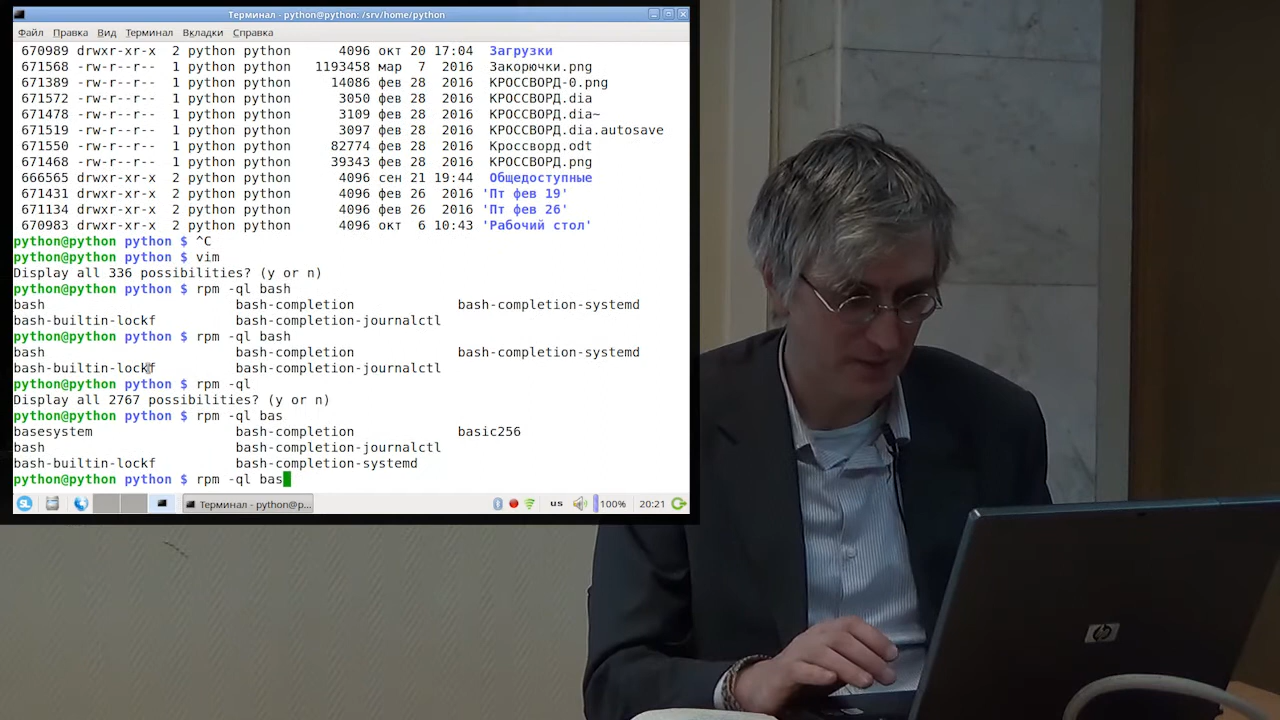 Терминал - python@python: /srv/home/python
Файл Правка Вид Терминал Вкладки Справка
670989 drwxr-xr-x 2 python python 4096 окт 20 17:04 Загрузки
671568 -rw-r--r-- 1 python python 1193458 мар 7 2016 Закорючки.png
671389 -rw-r--r-- 1 python python 14086 фев 28 2016 КРОССВОРД-0.png
671572 -rw-r--r-- 1 python python 3050 фев 28 2016 КРОССВОРД.dia
671478 -rw-r--r-- 1 python python 3109 фев 28 2016 КРОССВОРД.dia~
671519 -rw-r--r-- 1 python python 3097 фев 28 2016 КРОССВОРД.dia.autosave
671550 -rw-r--r-- 1 python python 82774 фев 28 2016 Кроссворд.odt
671468 -rw-r--r-- 1 python python 39343 фев 28 2016 КРОССВОРД.png
666565 drwxr-xr-x 2 python python 4096 сен 21 19:44 Общедоступные
671431 drwxr-xr-x 2 python python 4096 фев 26 2016 'Пт фев 19'
671134 drwxr-xr-x 2 python python 4096 фев 26 2016 'Пт фев 26'
670983 drwxr-xr-x 2 python python 4096 окт 6 10:43 'Рабочий стол'
python@python python $ ^C
python@python python $ vim
Display all 336 possibilities? (y or n)
python@python python $ rpm -ql bash
bash bash-completion bash-completion-systemd
bash-builtin-lockf bash-completion-journalctl
python@python python $ rpm -ql bash
bash bash-completion bash-completion-systemd
bash-builtin-lockf bash-completion-journalctl
python@python python $ rpm -ql
Display all 2767 possibilities? (y or n)
python@python python $ rpm -ql bas
basesystem bash-completion basic256
bash bash-completion-journalctl
bash-builtin-lockf bash-completion-systemd
python@python python $ rpm -ql bas
SL Терминал - python@p... us 100% 20:21
hp